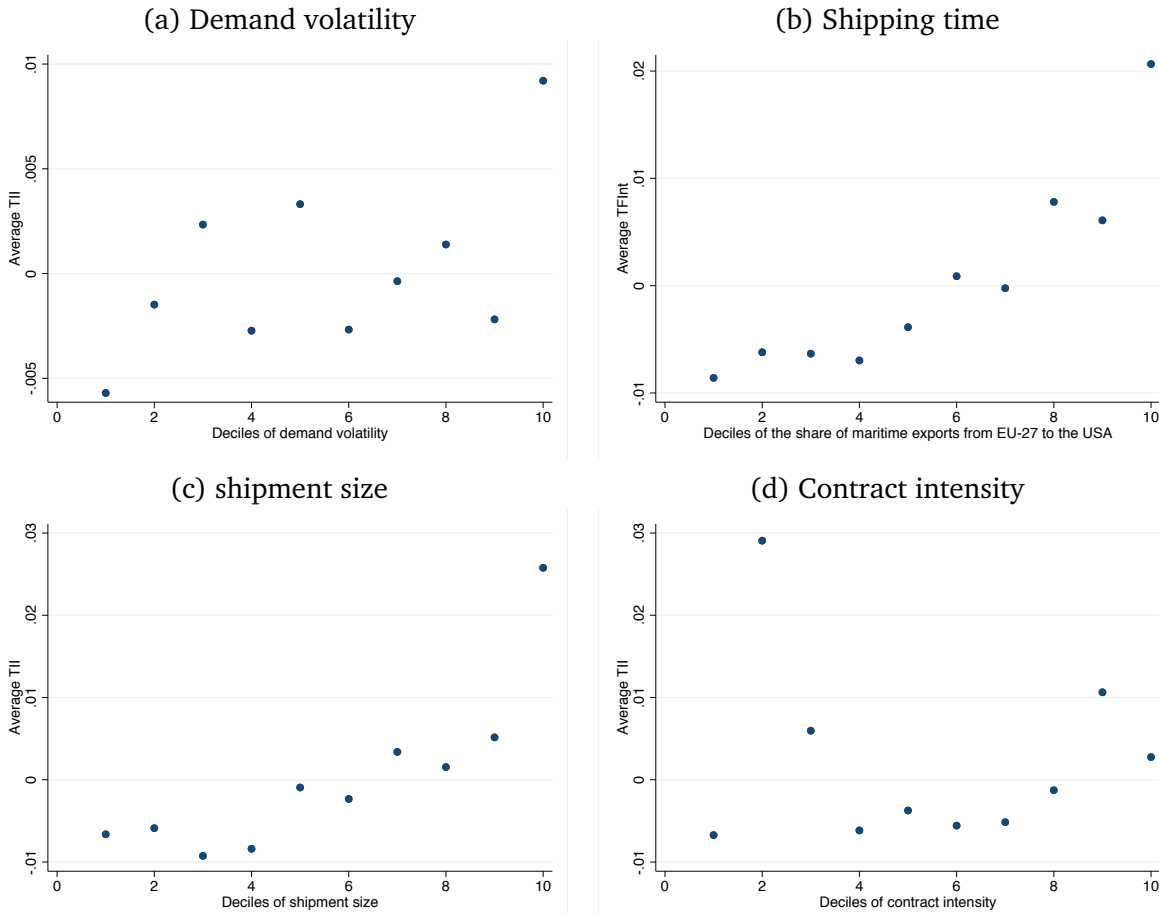 (a) Demand volatility
Average TII
.01
.005
0
-.005
0 2 4 6 8 10
Deciles of demand volatility
(b) Shipping time
Average TFInt
.02
.01
0
-.01
0 2 4 6 8 10
Deciles of the share of maritime exports from EU-27 to the USA
(c) shipment size
Average TII
.03
.02
.01
0
-.01
0 2 4 6 8 10
Deciles of shipment size
(d) Contract intensity
Average TII
.03
.02
.01
0
-.01
0 2 4 6 8 10
Deciles of contract intensity